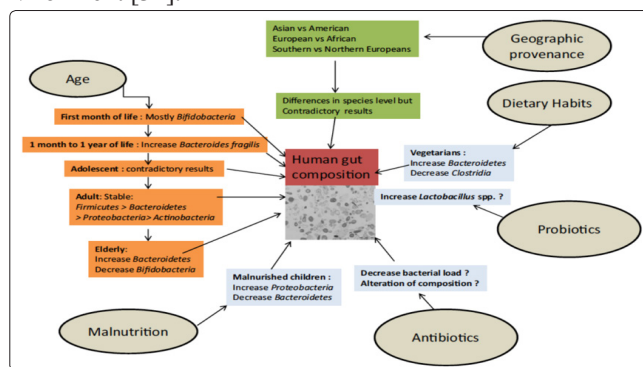 Asian vs American
European vs African
Southern vs Northern Europeans
Geographic
provenance
Age
Differences in species level but
Contradictory results
Dietary Habits
First month of life : Mostly Bifidobacteria
1 month to 1 year of life : Increase Bacteroides fragilis
Adolescent : contradictory results
Adult: Stable:
Firmicutes > Bacteroidetes
> Proteobacteria> Actinobacteria
Elderly:
Increase Bacteroidetes
Decrease Bifidobacteria
Human gut
composition
Vegetarians :
Increase Bacteroidetes
Decrease Clostridia
Increase Lactobacillus spp. ?
Probiotics
Malnurished children :
Increase Proteobacteria
Decrease Bacteroidetes
Decrease bacterial load ?
Alteration of composition ?
Malnutrition
Antibiotics